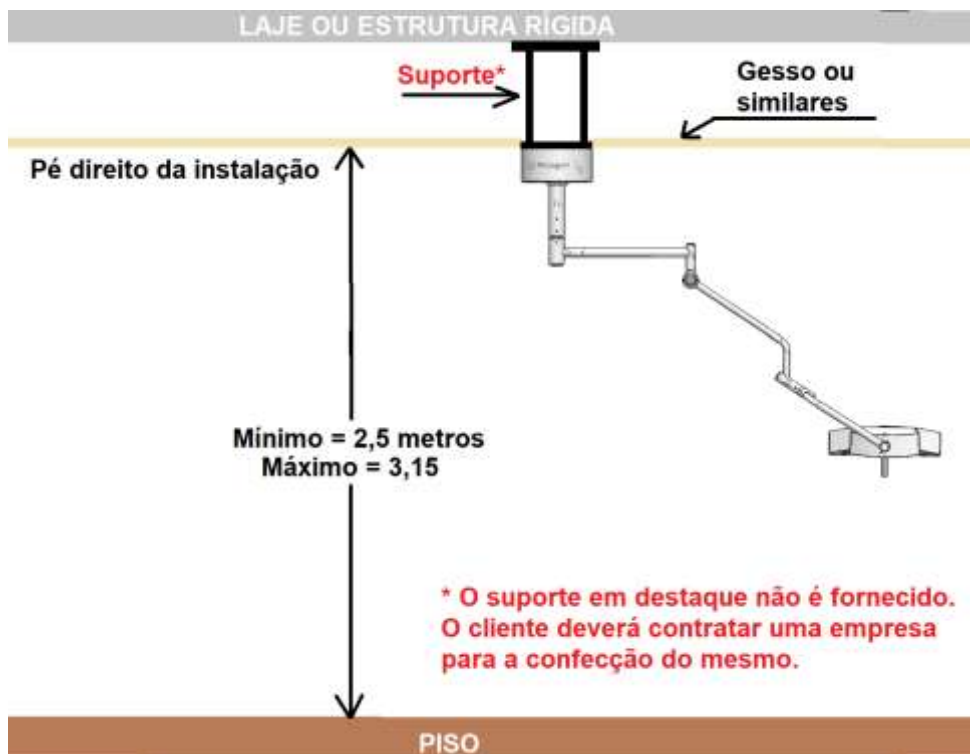 LAJE OU ESTRUTURA RÍGIDA
Suporte*
Gesso ou
similares
Pé direito da instalação
Mínimo = 2,5 metros
Máximo = 3,15
* O suporte em destaque não é fornecido.
O cliente deverá contratar uma empresa
para a confecção do mesmo.
PISO